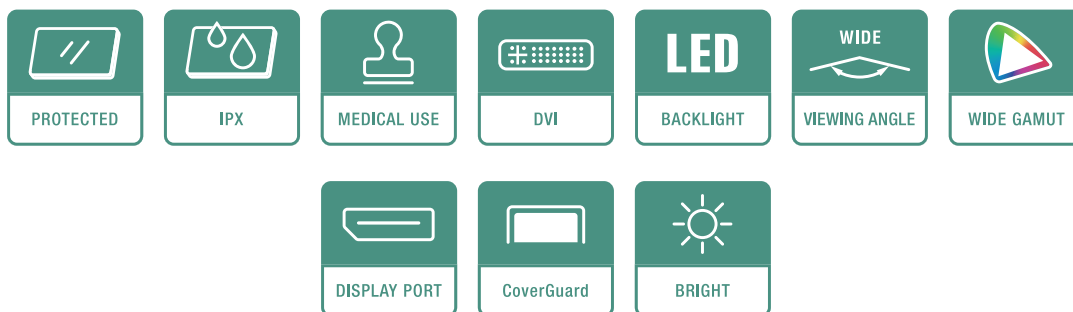 LED
WIDE
PROTECTED
IPX
MEDICAL USE
DVI
BACKLIGHT
VIEWING ANGLE
WIDE GAMUT
DISPLAY PORT
CoverGuard
BRIGHT